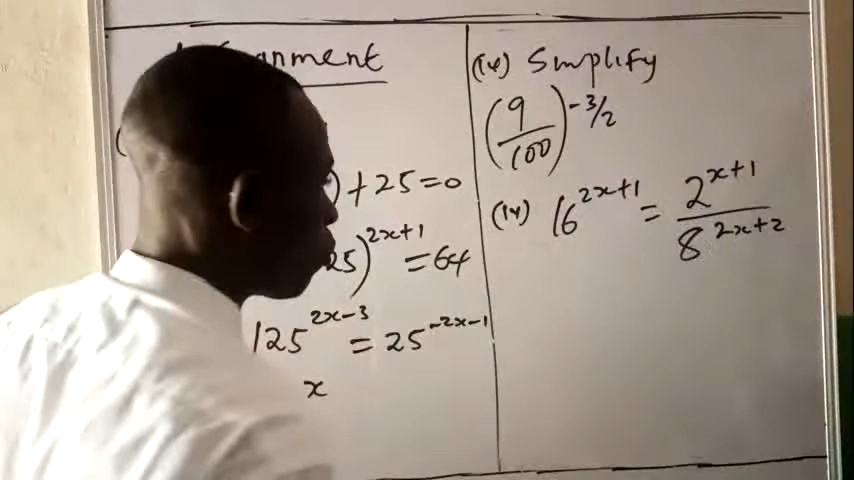 ) + 25 = 0
25)^{2x+1} = 64
125^{2x-3} = 25^{-2x-1}
x
(iv) Simplify
(9/100)^{-3/2}
(iv) 16^{2x+1} = 2^{x+1}/8^{2x+2}